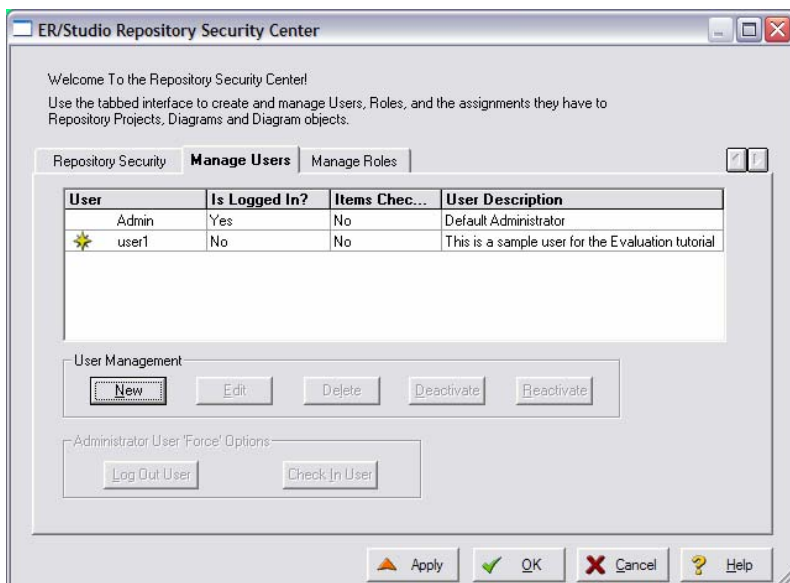 ER/Studio Repository Security Center
Welcome To the Repository Security Center!
Use the tabbed interface to create and manage Users, Roles, and the assignments they have to
Repository Projects, Diagrams and Diagram objects.
Repository Security Manage Users Manage Roles
User Is Logged In? Items Chec... User Description
Admin Yes No Default Administrator
user1 No No This is a sample user for the Evaluation tutorial
User Management
New Edit Delete Deactivate Reactivate
Administrator User 'Force' Options
Log Out User Check In User
Apply OK Cancel Help